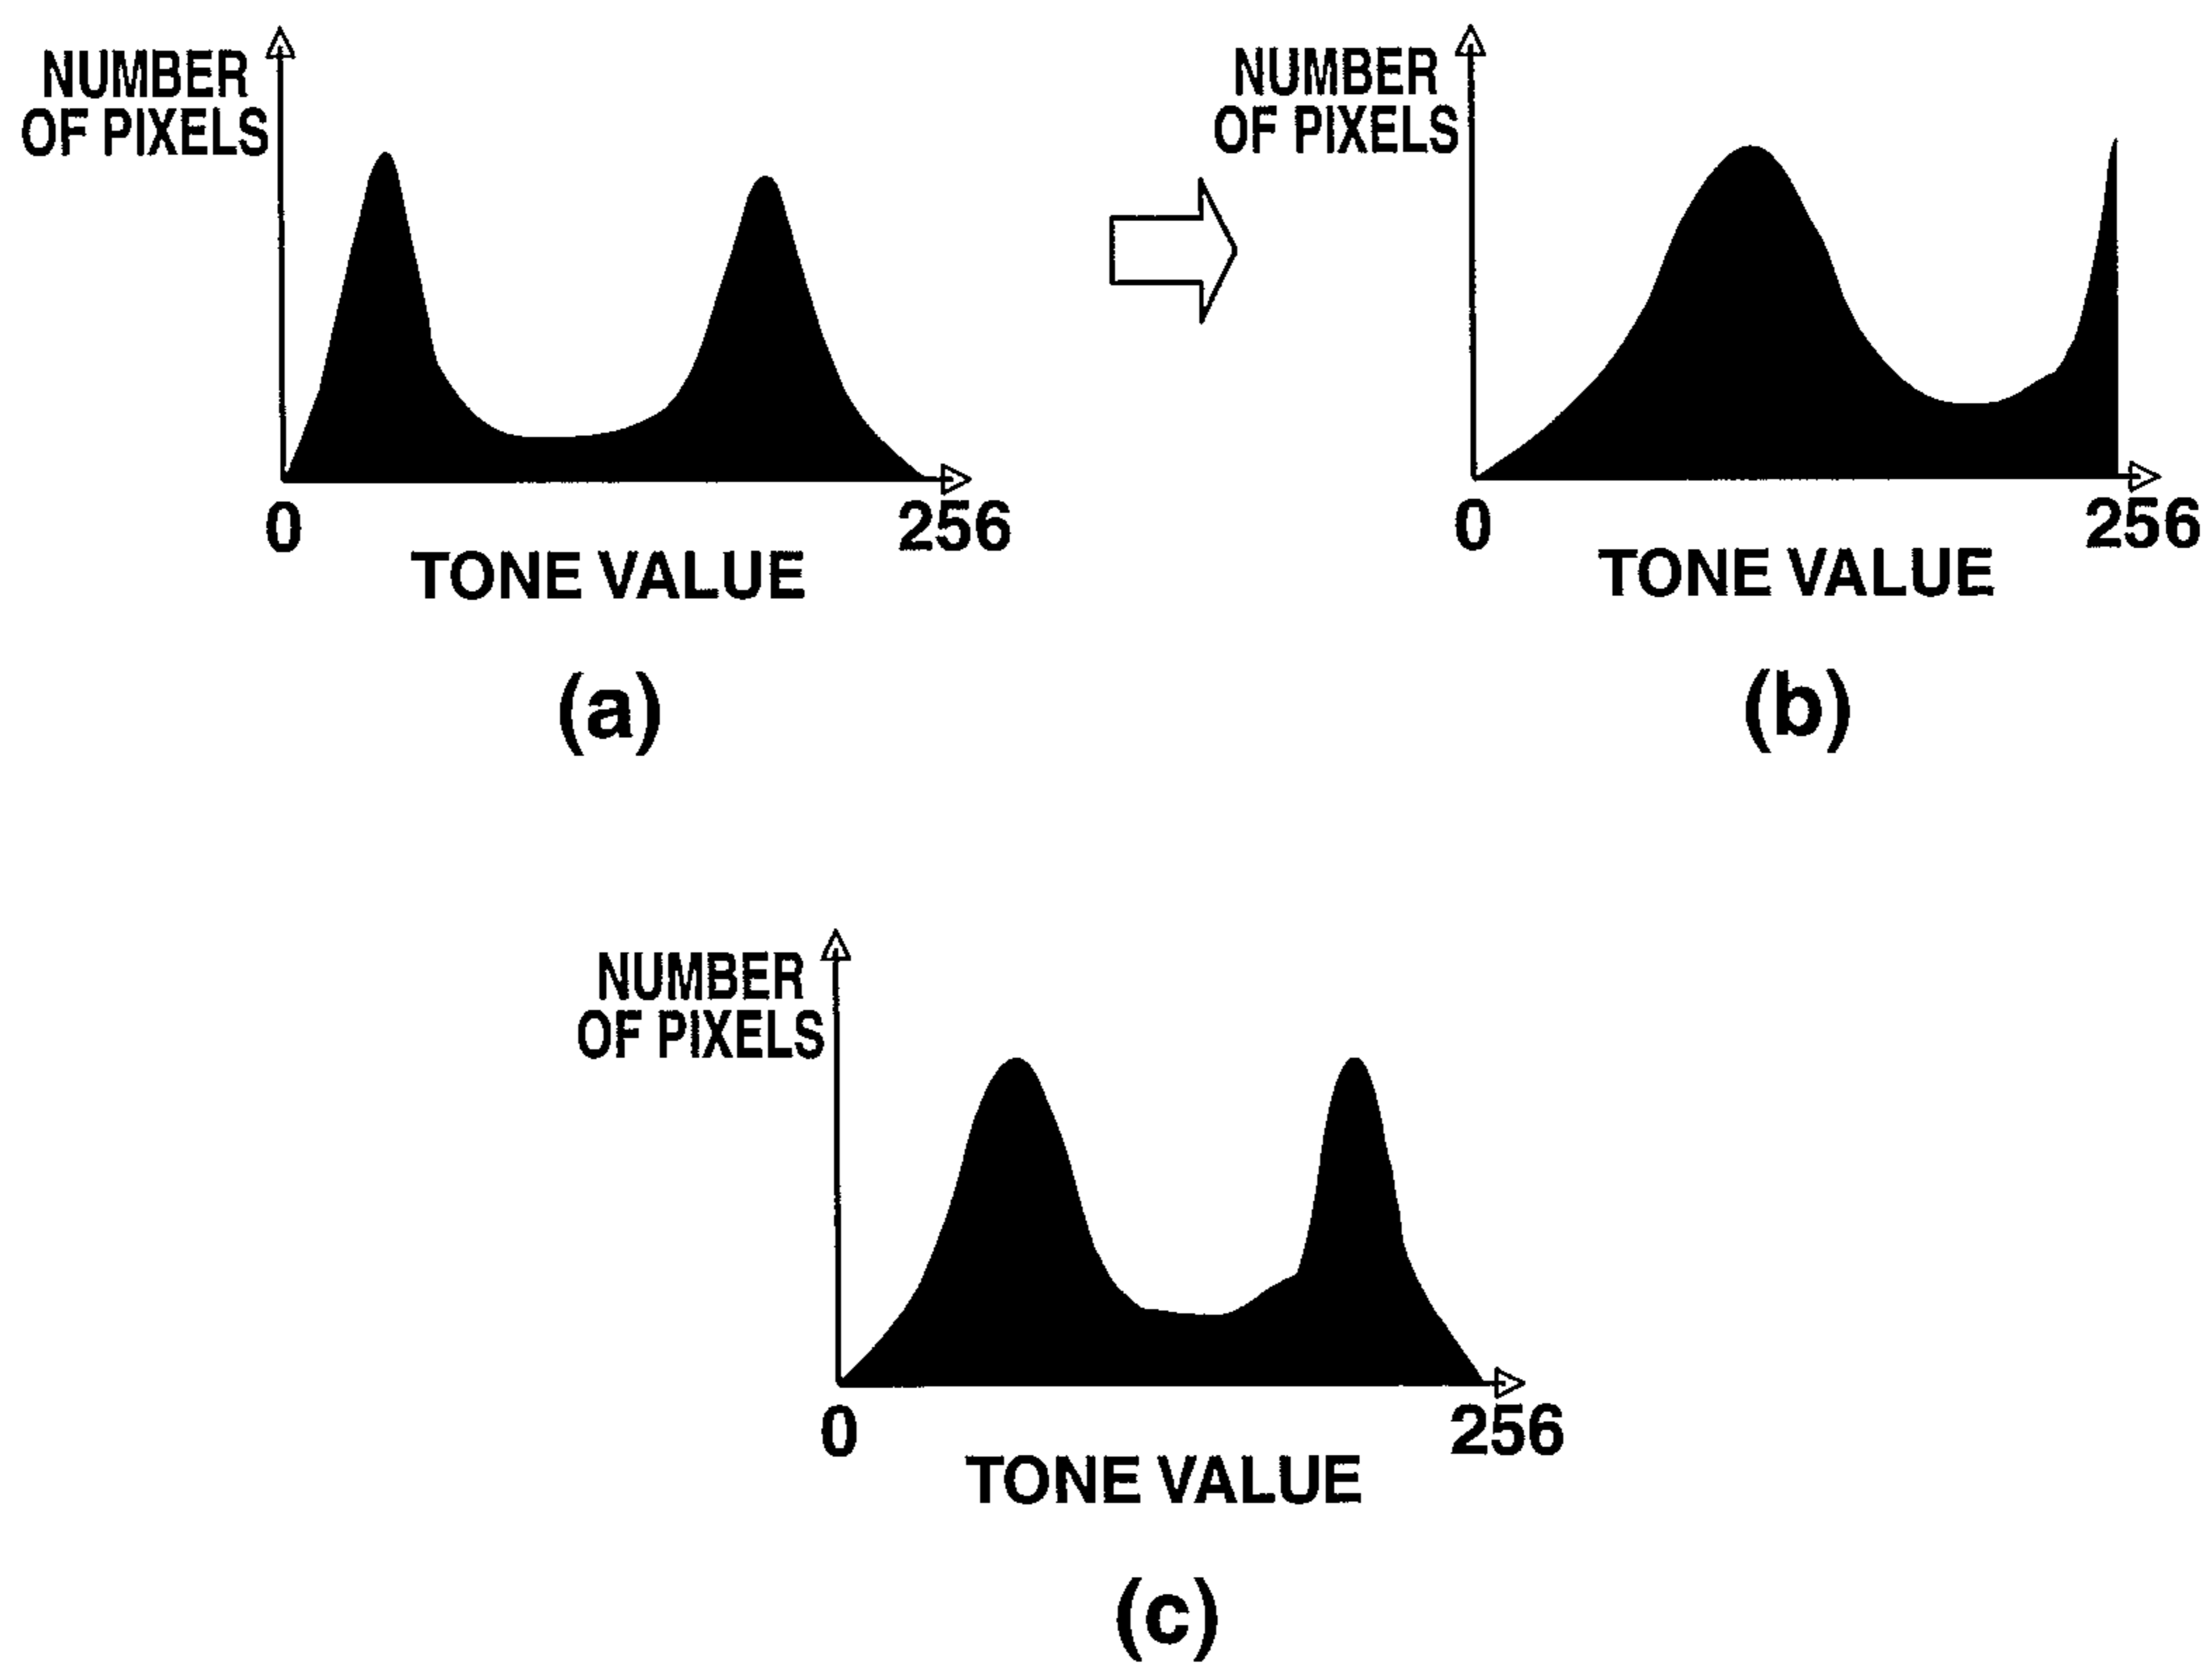 NUMBER
OF PIXELS
0
256
TONE VALUE
(a)
NUMBER
OF PIXELS
0
256
TONE VALUE
(b)
NUMBER
OF PIXELS
0
256
TONE VALUE
(c)